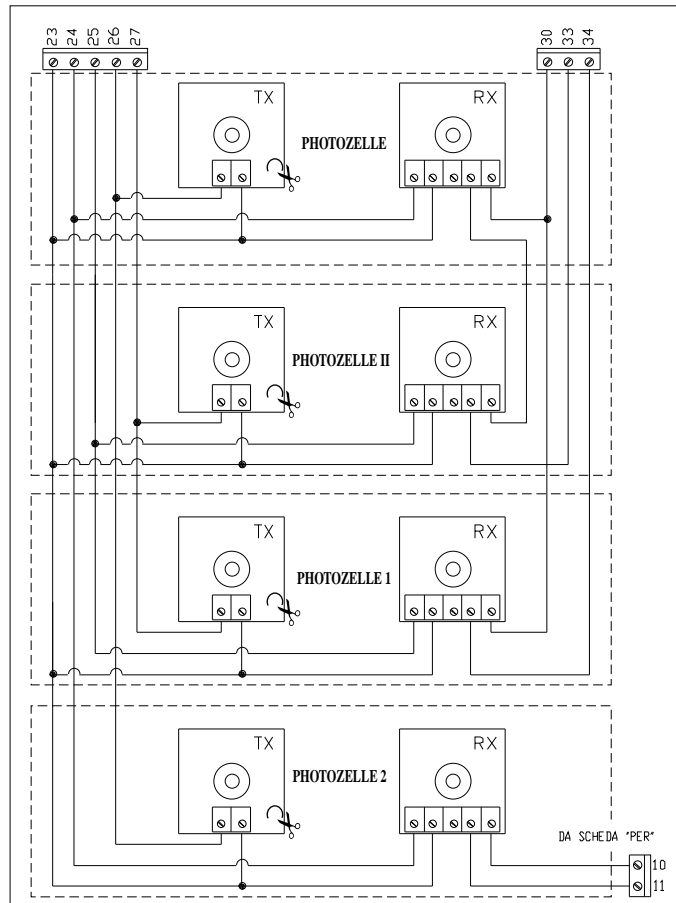 23 24 25 26 27
30 33 34
TX
RX
PHOTOZELLE
TX
RX
PHOTOZELLE II
TX
RX
PHOTOZELLE 1
TX
RX
PHOTOZELLE 2
DA SCHEDA "PER"
10
11